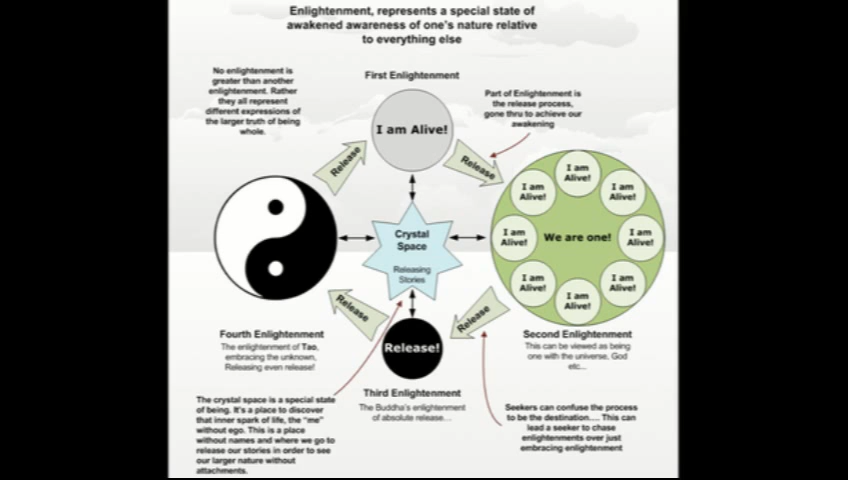 Enlightenment, represents a special state of
awakened awareness of one's nature relative
to everything else
No enlightenment is
greater than another
enlightenment. Rather
they all represent
different expressions of
the larger truth of being
whole.
First Enlightenment
I am Alive!
Part of Enlightenment is
the release process,
gone thru to achieve our
awakening
Release
Release
I am
Alive!
I am
Alive!
I am
Alive!
I am
Alive!
We are one!
I am
Alive!
I am
Alive!
I am
Alive!
I am
Alive!
Crystal
Space
Releasing
Stories
Release
Release
Release!
Fourth Enlightenment
The enlightenment of Tao,
embracing the unknown,
Releasing even release!
Second Enlightenment
This can be viewed as being
one with the universe, God
etc...
Third Enlightenment
The Buddha's enlightenment
of absolute release...
The crystal space is a special state
of being. It's a place to discover
that inner spark of life, the "me"
without ego. This is a place
without names and where we go to
release our stories in order to see
our larger nature without
attachments.
Seekers can confuse the process
to be the destination.... This can
lead a seeker to chase
enlightenments over just
embracing enlightenment